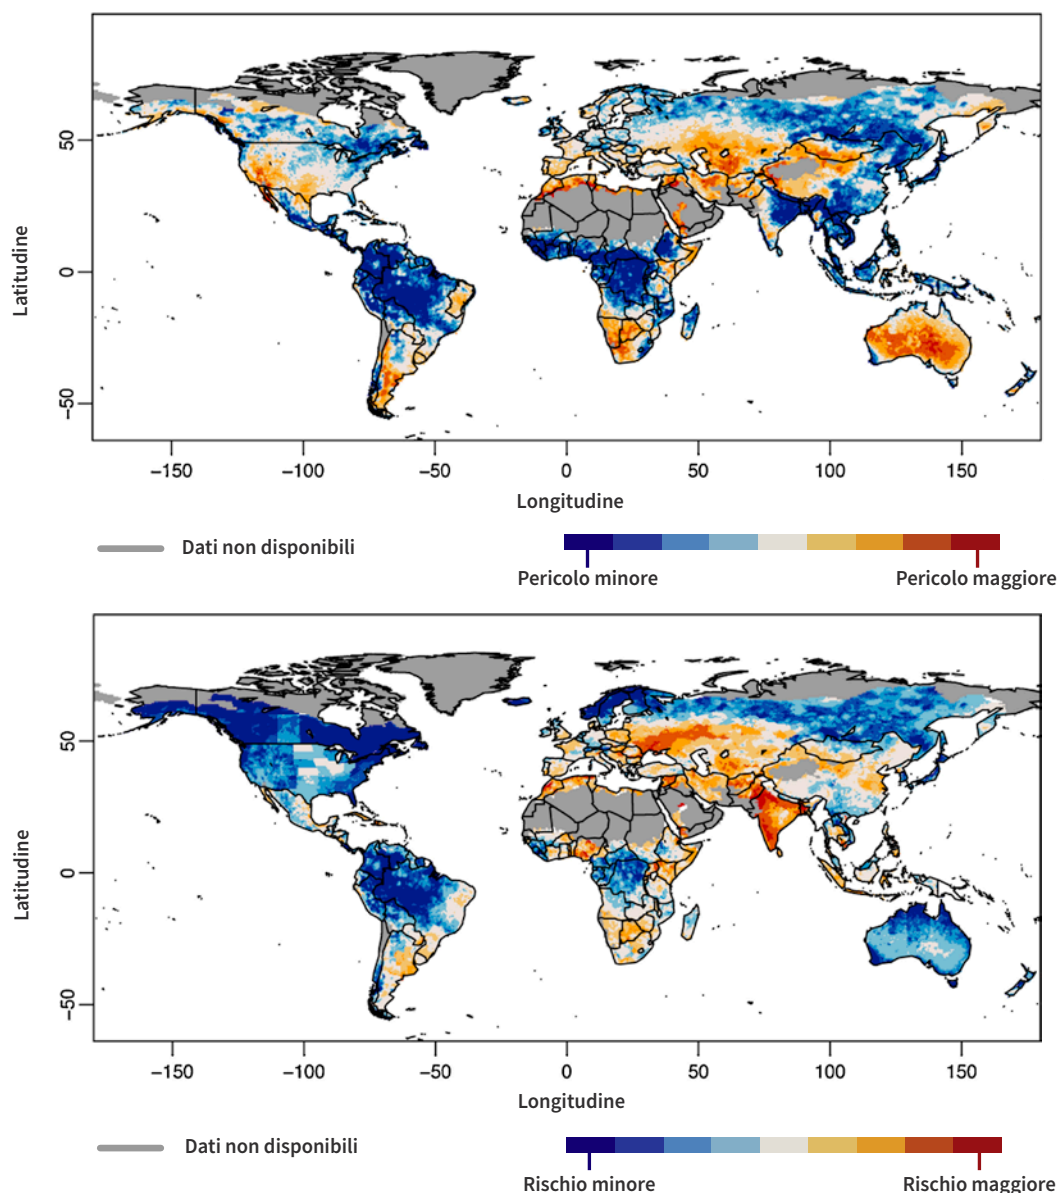 Latitudine
50
0
−50
−150
−100
−50
0
50
100
150
Longitudine
Dati non disponibili
Pericolo minore
Pericolo maggiore
Latitudine
50
0
−50
−150
−100
−50
0
50
100
150
Longitudine
Dati non disponibili
Rischio minore
Rischio maggiore